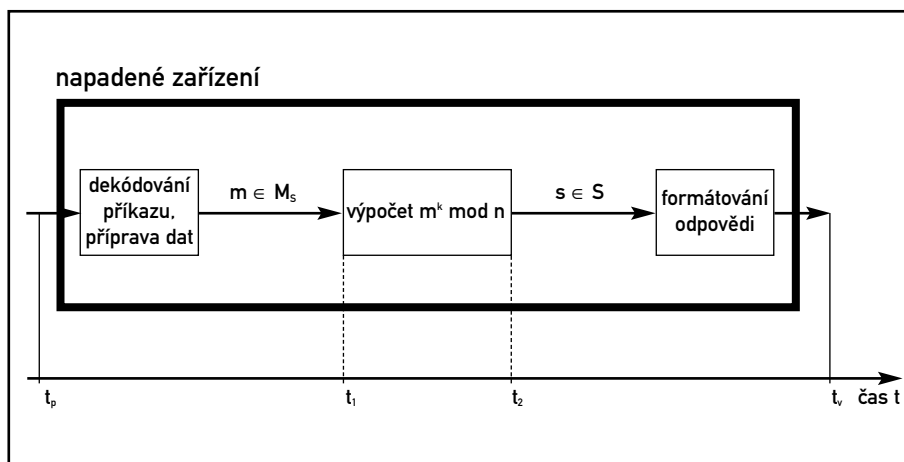 napadené zařízení
dekódování
příkazu,
příprava dat
m ∈ Mₛ
výpočet mᵏ mod n
s ∈ S
formátování
odpovědi
tₚ
t₁
t₂
tᵥ
čas t